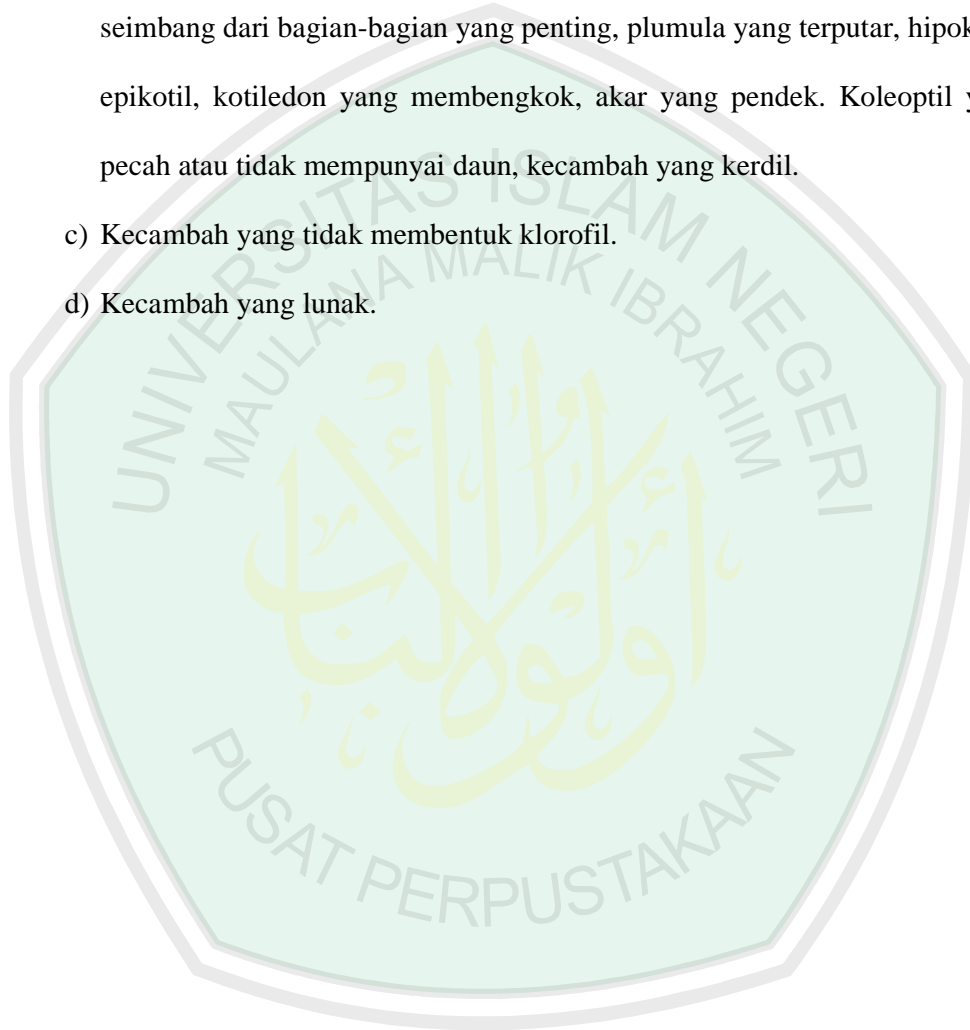 seimbang dari bagian-bagian yang penting, plumula yang terputar,
epikotil, kotiledon yang membengkok, akar yang pendek. Koleoptil
pecah atau tidak mempunyai daun, kecambah yang kerdil.
c) Kecambah yang tidak membentuk klorofil.
d) Kecambah yang lunak.
UNIVERSITAS ISLAM NEGERI
MAULANA MALIK IBRAHIM
PUSAT PERPUSTAKAAN